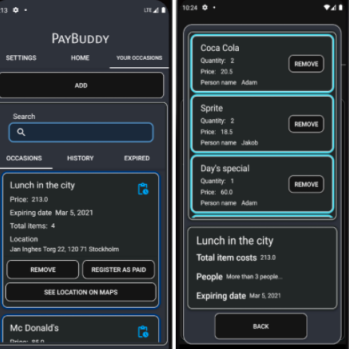 :13
LTE
PAYBUDDY
SETTINGS HOME YOUR OCCASIONS
ADD
Search
OCCASIONS HISTORY EXPIRED
Lunch in the city
Price: 213.0
Expiring date Mar 5, 2021
Total items: 4
Location
Jan Inghes Torg 22, 120 71 Stockholm
REMOVE REGISTER AS PAID
SEE LOCATION ON MAPS
Mc Donald's
10:24
Coca Cola
Quantity: 2
Price: 20.5
Person name Adam
REMOVE
Sprite
Quantity: 2
Price: 18.5
Person name Jakob
REMOVE
Day's special
Quantity: 1
Price: 60.0
Person name Adam
REMOVE
Lunch in the city
Total item costs 213.0
People More than 3 people...
Expiring date Mar 5, 2021
BACK